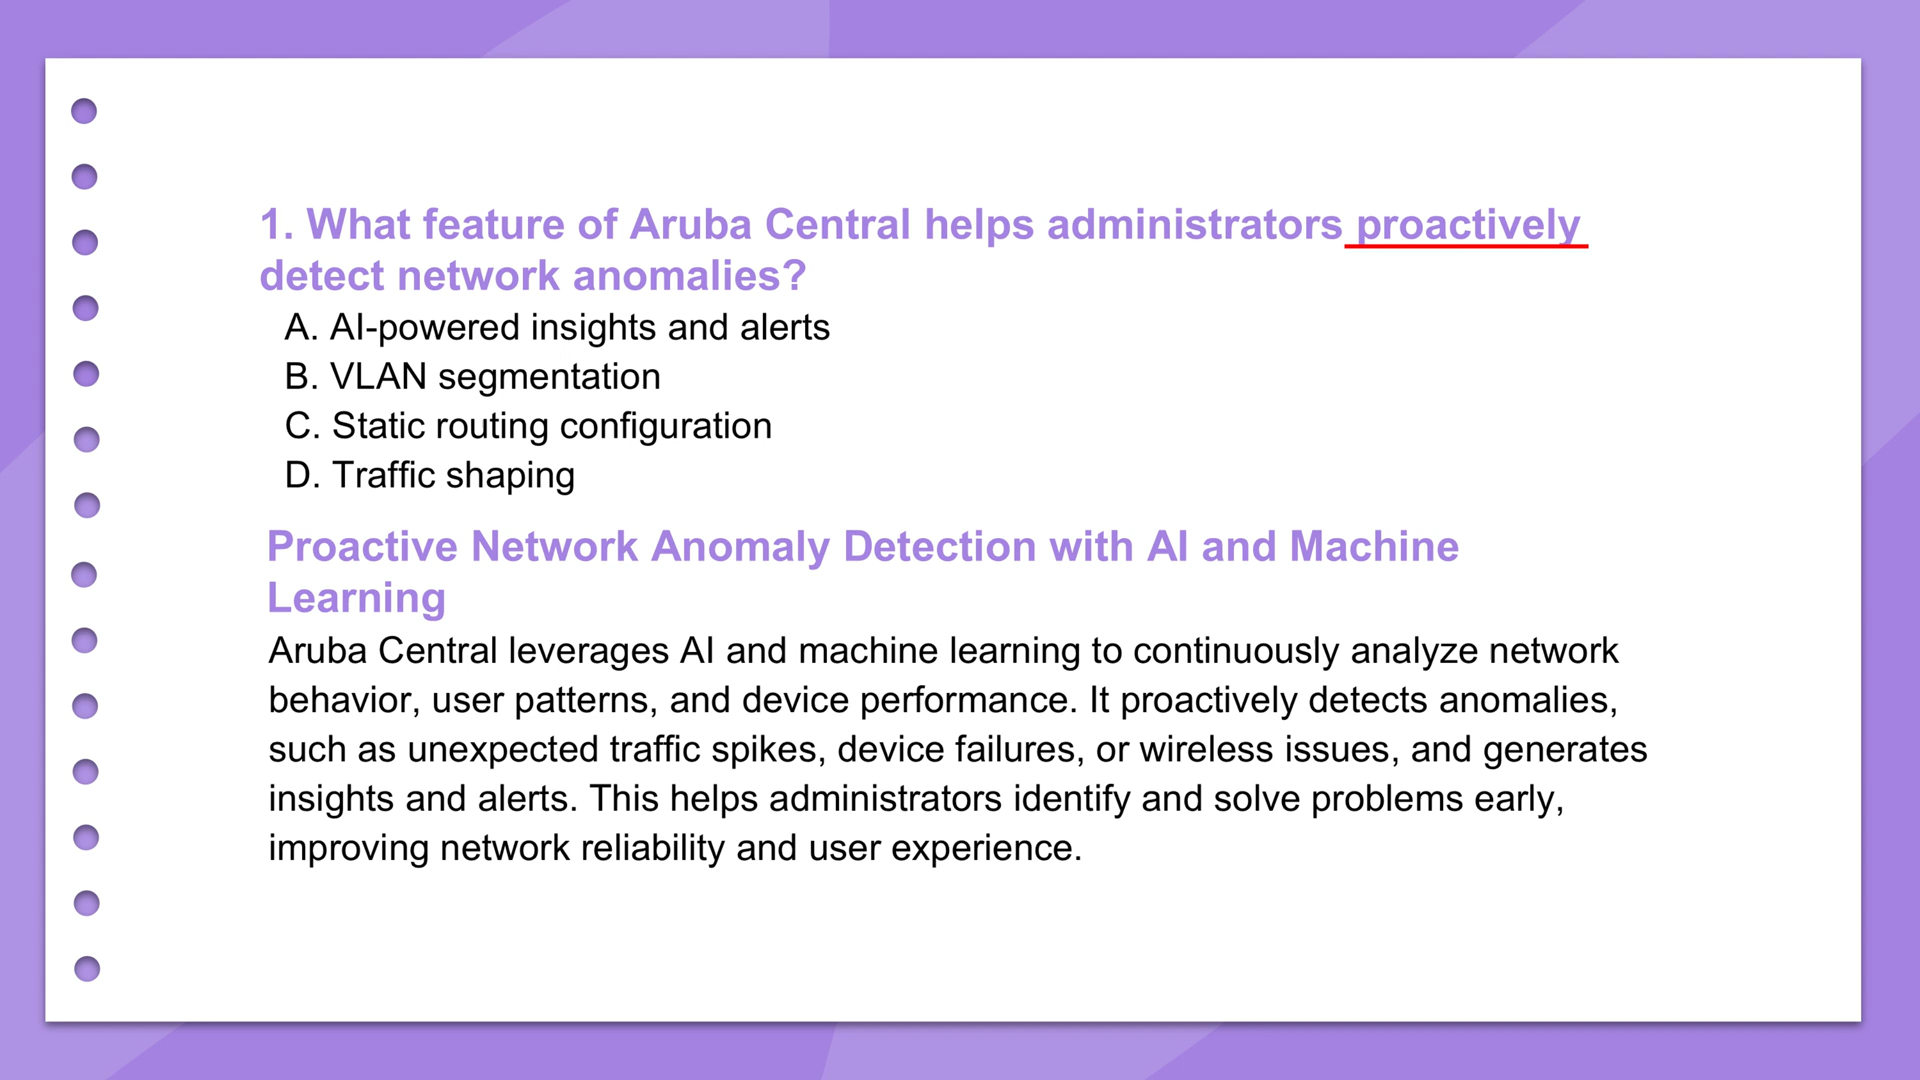 1. What feature of Aruba Central helps administrators proactively
detect network anomalies?
A. AI-powered insights and alerts
B. VLAN segmentation
C. Static routing configuration
D. Traffic shaping
Proactive Network Anomaly Detection with AI and Machine
Learning
Aruba Central leverages AI and machine learning to continuously analyze network
behavior, user patterns, and device performance. It proactively detects anomalies,
such as unexpected traffic spikes, device failures, or wireless issues, and generates
insights and alerts. This helps administrators identify and solve problems early,
improving network reliability and user experience.